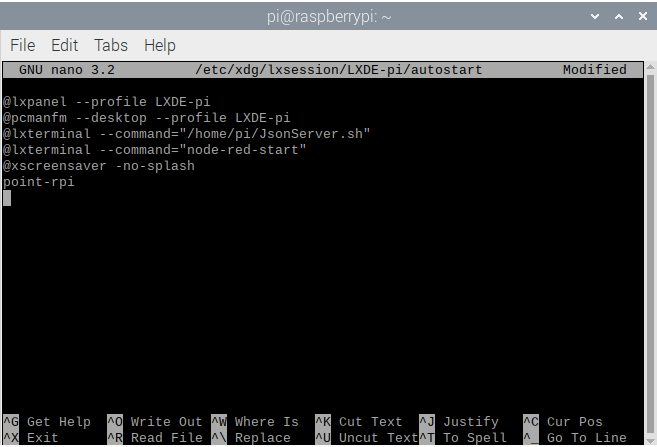 pi@raspberrypi: ~
File Edit Tabs Help
GNU nano 3.2 /etc/xdg/lxsession/LXDE-pi/autostart Modified
@lxpanel --profile LXDE-pi
@pcmanfm --desktop --profile LXDE-pi
@lxterminal --command="/home/pi/JsonServer.sh"
@lxterminal --command="node-red-start"
@xscreensaver -no-splash
point-rpi
^G Get Help ^O Write Out ^W Where Is ^K Cut Text ^J Justify ^C Cur Pos
^X Exit ^R Read File ^\ Replace ^U Uncut Text ^T To Spell ^_ Go To Line